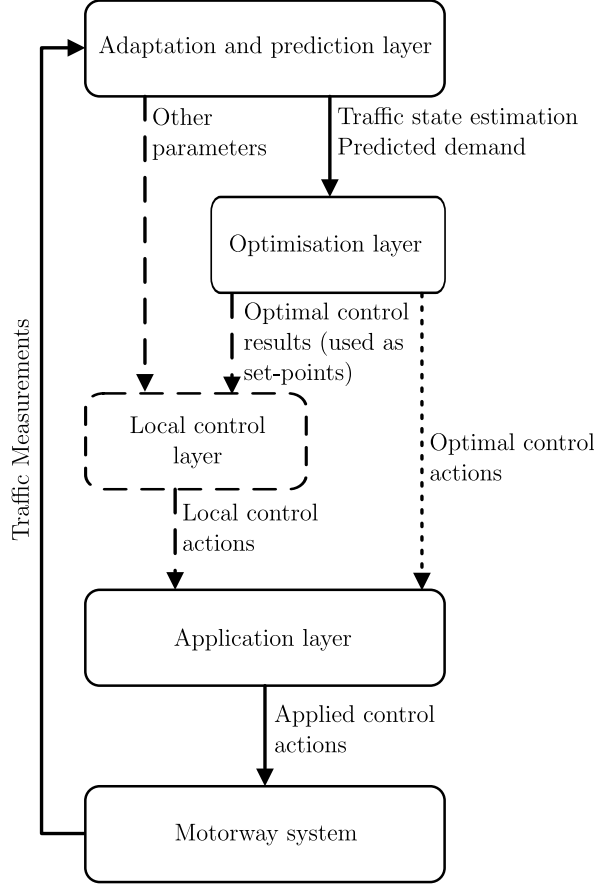 Adaptation and prediction layer
Other
parameters
Traffic state estimation
Predicted demand
Optimisation layer
Optimal control
results (used as
set-points)
Traffic Measurements
Local control
layer
Optimal control
actions
Local control
actions
Application layer
Applied control
actions
Motorway system